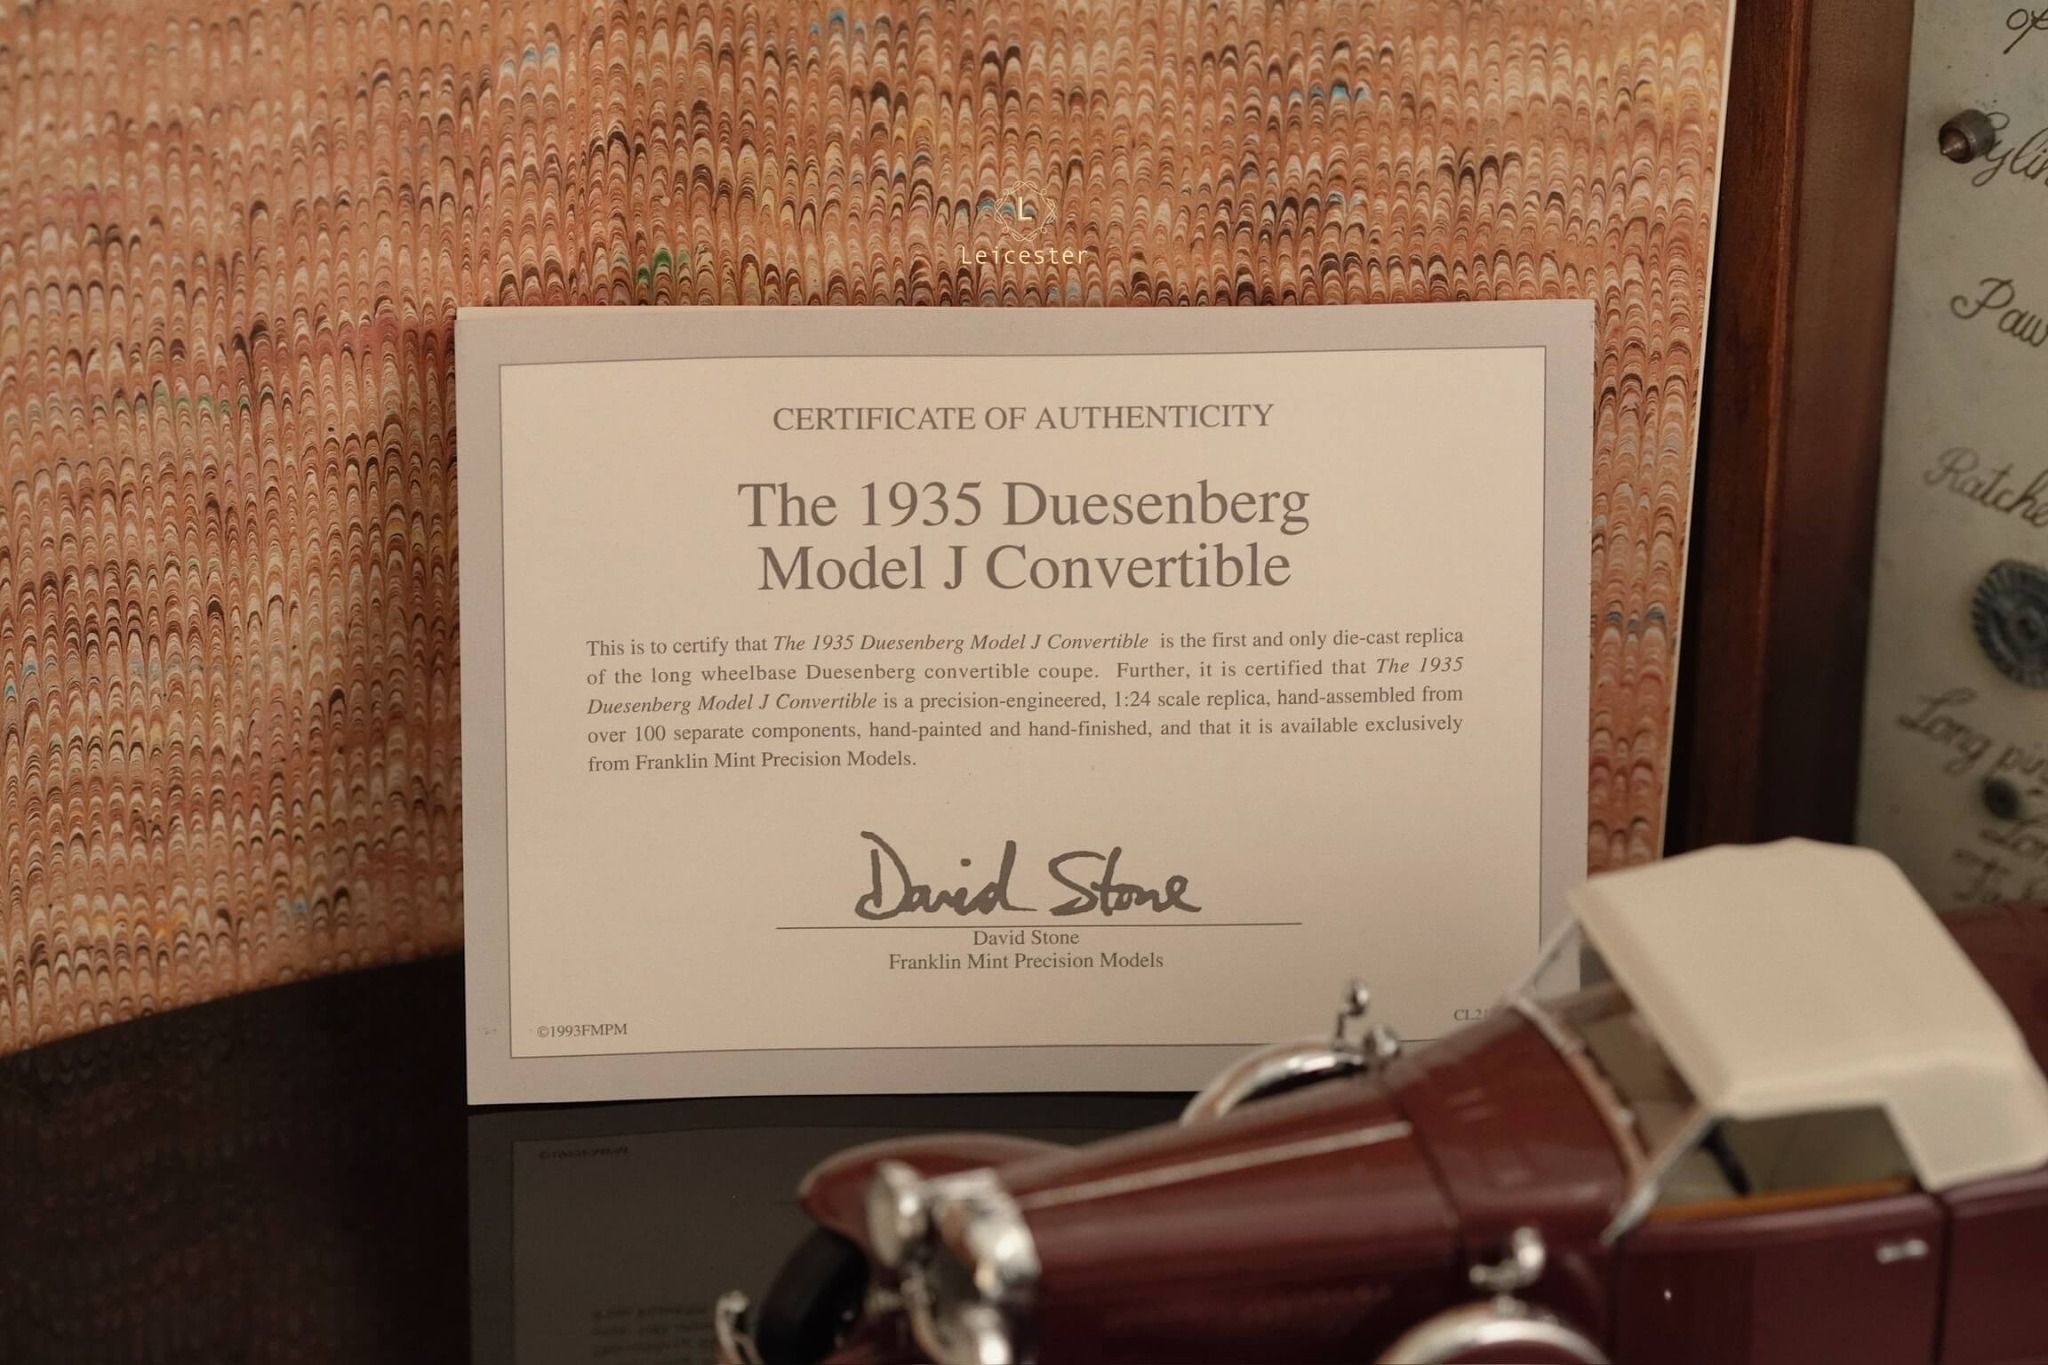 L
Leicester
CERTIFICATE OF AUTHENTICITY
The 1935 Duesenberg
Model J Convertible
This is to certify that The 1935 Duesenberg Model J Convertible is the first and only die-cast replica
of the long wheelbase Duesenberg convertible coupe. Further, it is certified that The 1935
Duesenberg Model J Convertible is a precision-engineered, 1:24 scale replica, hand-assembled from
over 100 separate components, hand-painted and hand-finished, and that it is available exclusively
from Franklin Mint Precision Models.
David Stone
David Stone
Franklin Mint Precision Models
©1993FMPM
of
Long